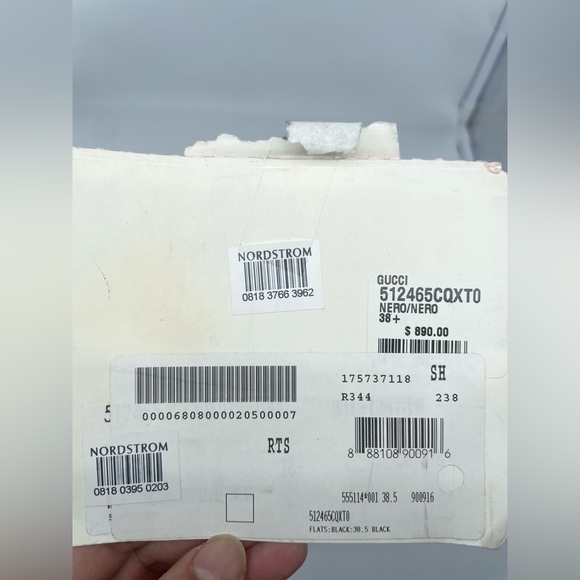 NORDSTROM
0818 3766 3962
GUCCI
512465CQXT0
NERO/NERO
38+
$ 890.00
175737118 SH
R344 238
00006808000020500007
RTS
8 88108 90091 6
NORDSTROM
0818 0395 0203
555114*001 38.5 900916
512465CQXT0
FLATS:BLACK:38.5 BLACK